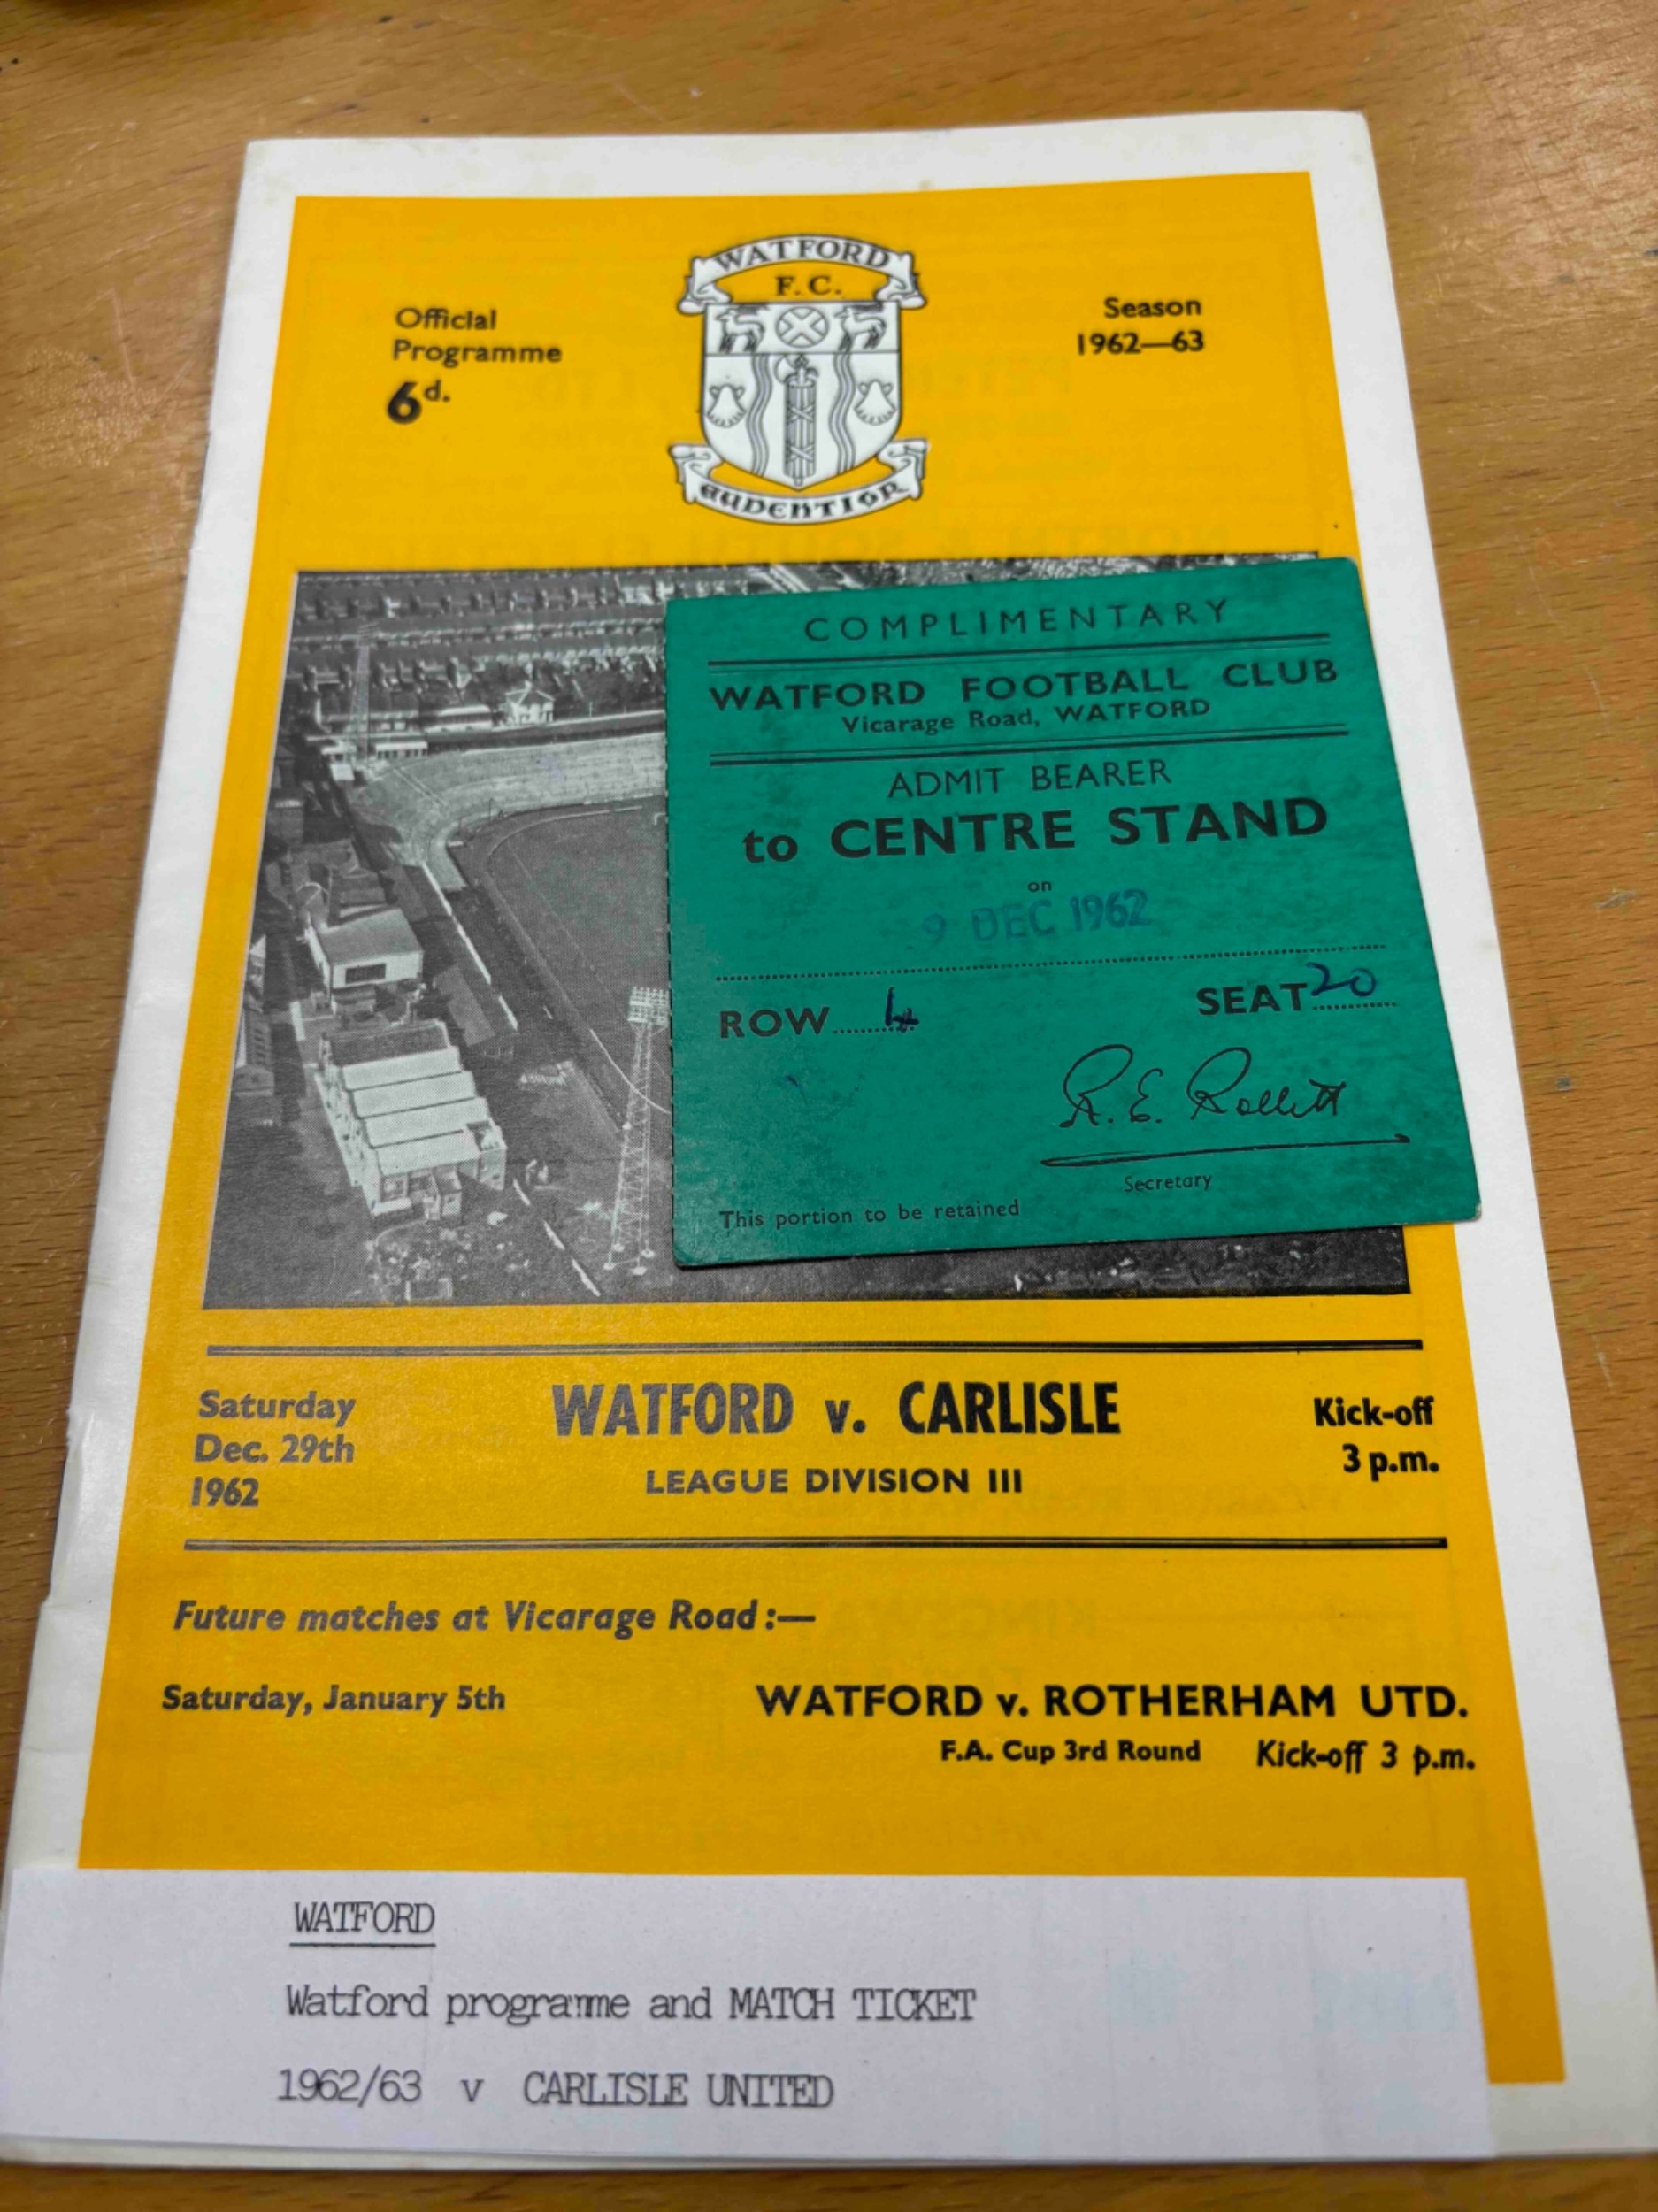 WATFORD
F.C.
Official
Programme
6d.
Season
1962—63
AUDENTIOR
COMPLIMENTARY
WATFORD FOOTBALL CLUB
Vicarage Road, WATFORD
ADMIT BEARER
to CENTRE STAND
on
9 DEC 1962
ROW 4
SEAT 20
R. E. Rollitt
Secretary
This portion to be retained
Saturday
Dec. 29th
1962
WATFORD v. CARLISLE
LEAGUE DIVISION III
Kick-off
3 p.m.
Future matches at Vicarage Road :—
Saturday, January 5th
WATFORD v. ROTHERHAM UTD.
F.A. Cup 3rd Round Kick-off 3 p.m.
WATFORD
Watford programme and MATCH TICKET
1962/63 v CARLISLE UNITED